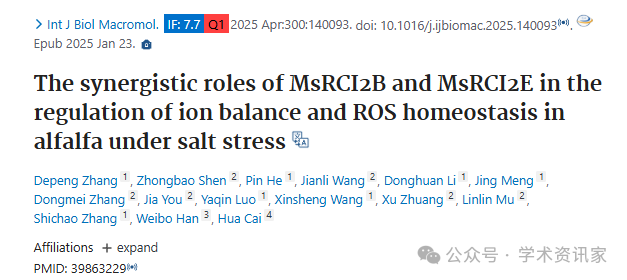 Int J Biol Macromol. IF: 7.7 Q1 2025 Apr:300:140093. doi: 10.1016/j.ijbiomac.2025.140093.
Epub 2025 Jan 23.
The synergistic roles of MsRCI2B and MsRCI2E in the
regulation of ion balance and ROS homeostasis in
alfalfa under salt stress
Depeng Zhang 1, Zhongbao Shen 2, Pin He 1, Jianli Wang 2, Donghuan Li 1, Jing Meng 1,
Dongmei Zhang 2, Jia You 2, Yaqin Luo 1, Xinsheng Wang 1, Xu Zhuang 2, Linlin Mu 2,
Shichao Zhang 1, Weibo Han 3, Hua Cai 4
Affiliations + expand
PMID: 39863229
公众号 · 学术资讯家